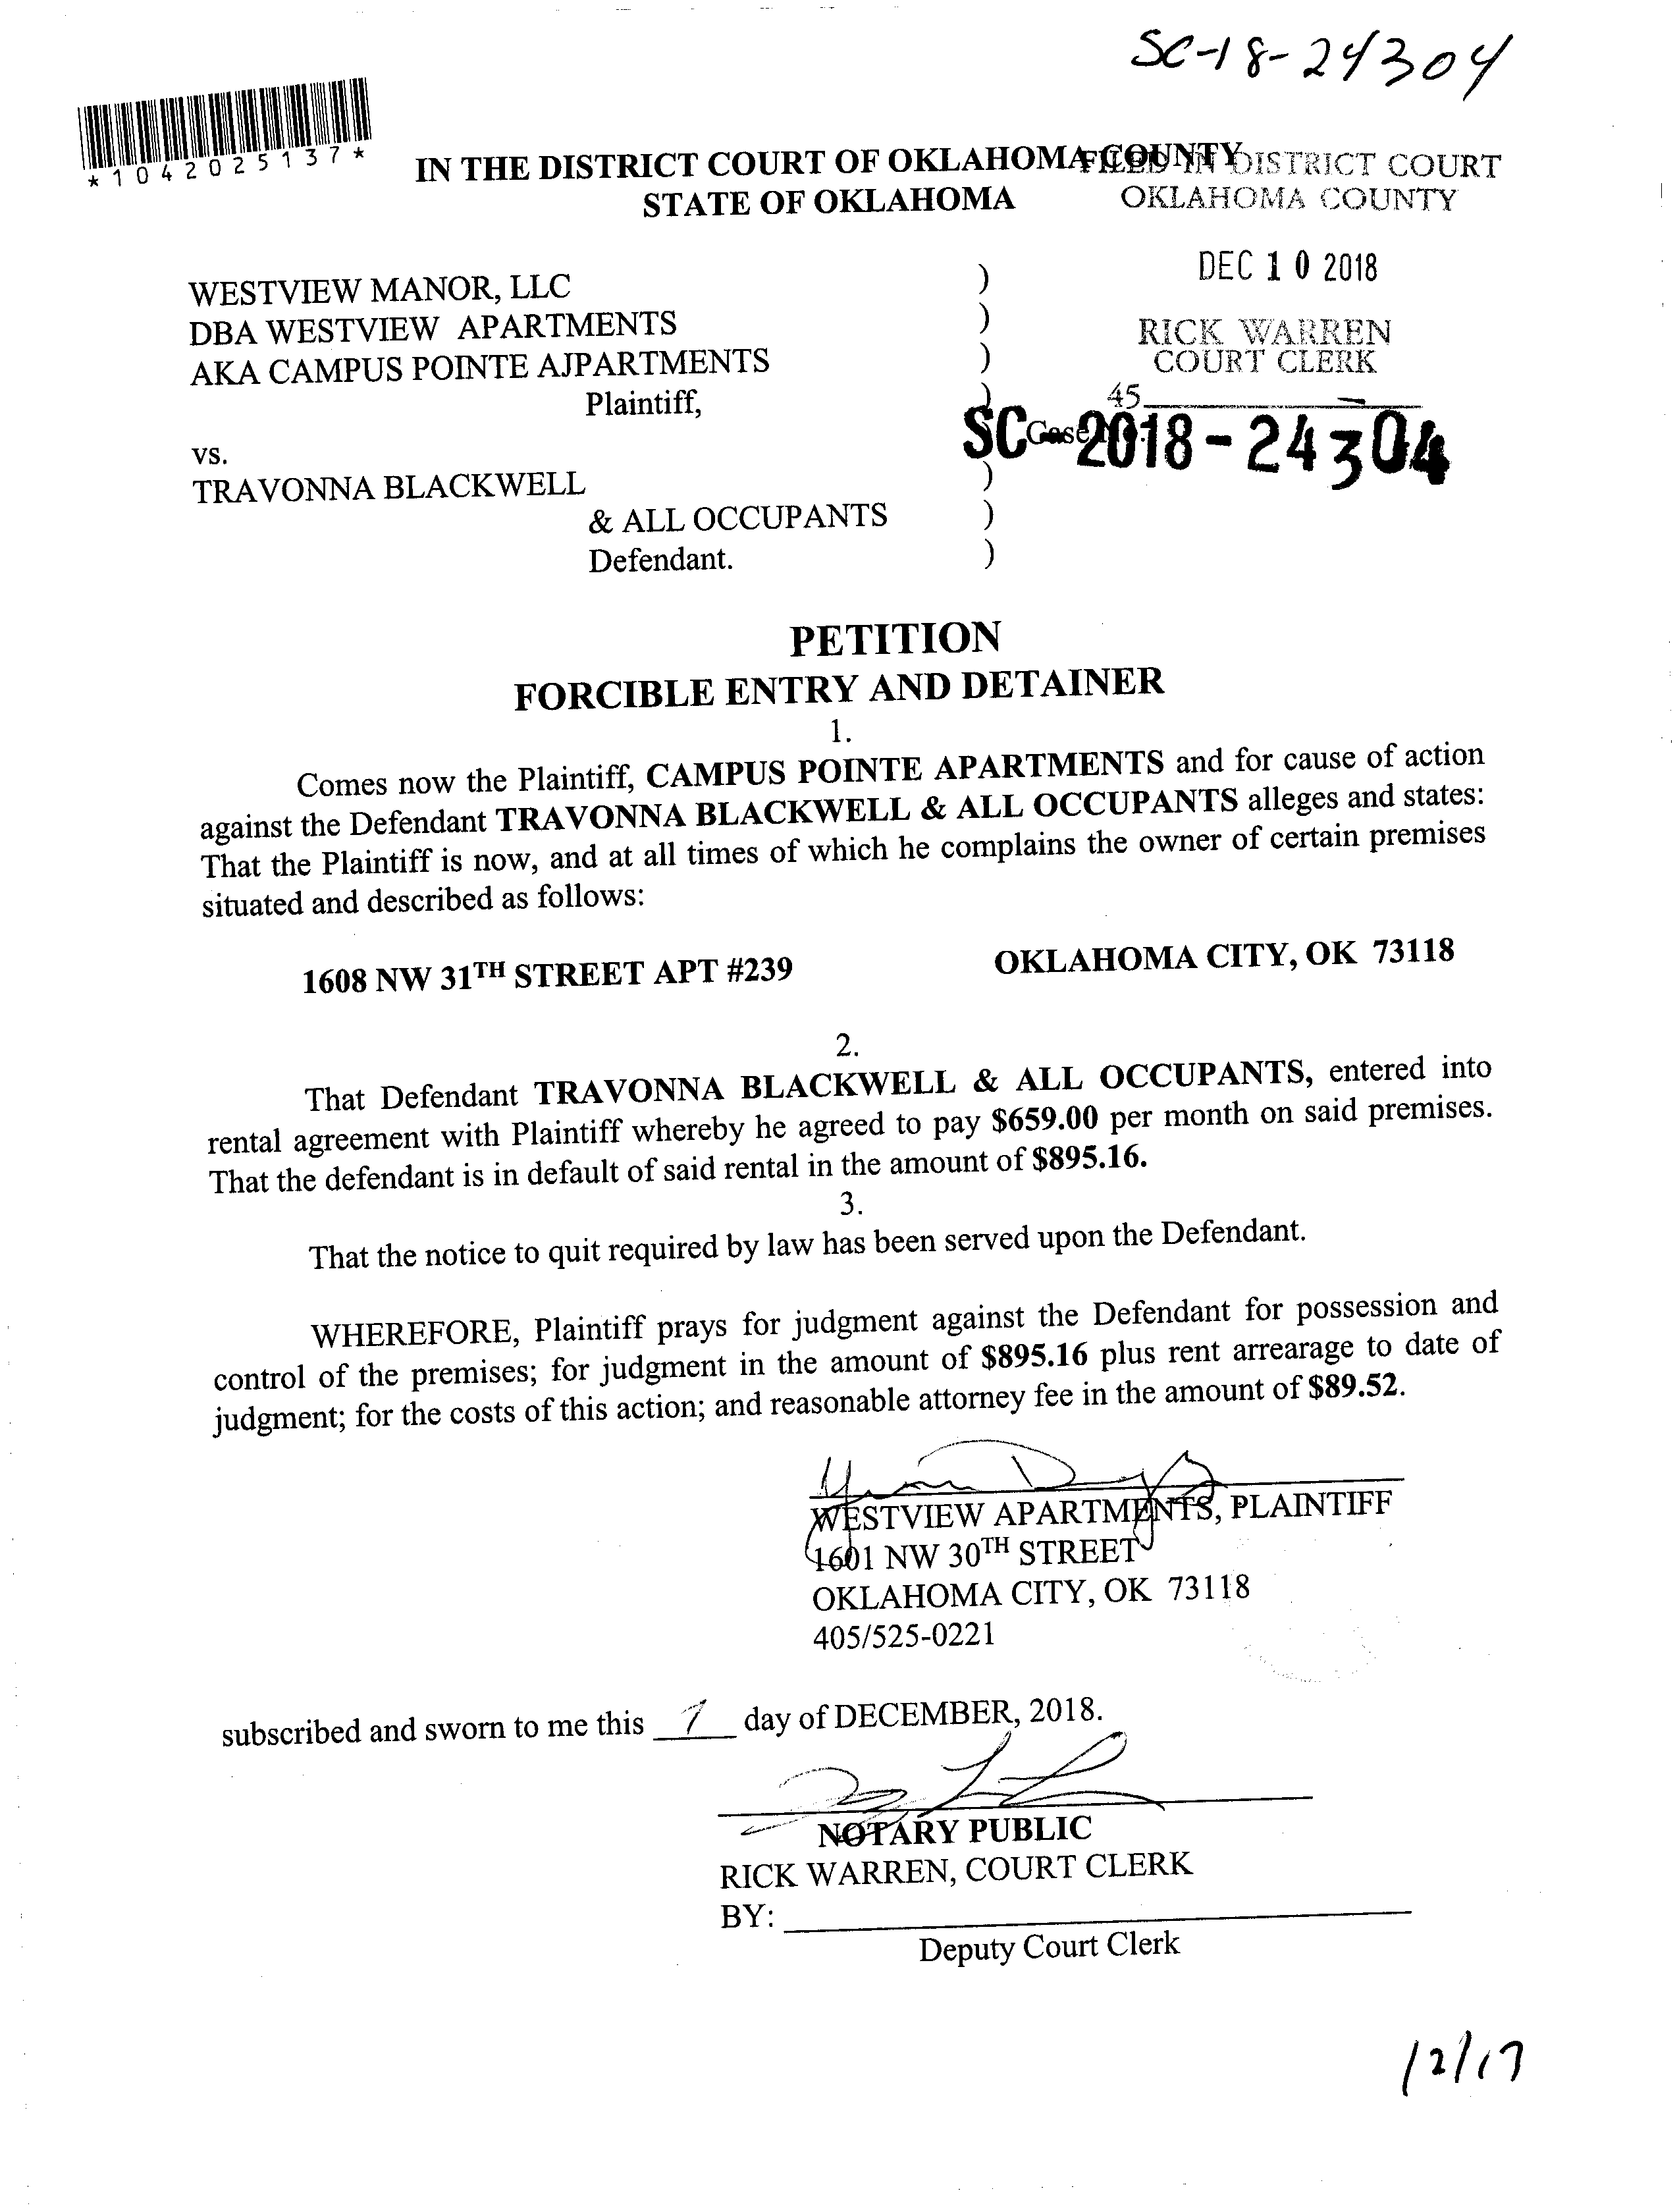 SC-18-24304
*1042025137*
IN THE DISTRICT COURT OF OKLAHOMA COUNTY
STATE OF OKLAHOMA
FILED IN DISTRICT COURT
OKLAHOMA COUNTY
DEC 10 2018
RICK WARREN
COURT CLERK
45
WESTVIEW MANOR, LLC )
DBA WESTVIEW APARTMENTS )
AKA CAMPUS POINTE AJPARTMENTS )
Plaintiff, )
Case No.
SC-2018-24304
vs.
TRAVONNA BLACKWELL )
& ALL OCCUPANTS )
Defendant. )
PETITION
FORCIBLE ENTRY AND DETAINER
1.
Comes now the Plaintiff, CAMPUS POINTE APARTMENTS and for cause of action
against the Defendant TRAVONNA BLACKWELL & ALL OCCUPANTS alleges and states:
That the Plaintiff is now, and at all times of which he complains the owner of certain premises
situated and described as follows:
1608 NW 31TH STREET APT #239 OKLAHOMA CITY, OK 73118
2.
That Defendant TRAVONNA BLACKWELL & ALL OCCUPANTS, entered into
rental agreement with Plaintiff whereby he agreed to pay $659.00 per month on said premises.
That the defendant is in default of said rental in the amount of $895.16.
3.
That the notice to quit required by law has been served upon the Defendant.
WHEREFORE, Plaintiff prays for judgment against the Defendant for possession and
control of the premises; for judgment in the amount of $895.16 plus rent arrearage to date of
judgment; for the costs of this action; and reasonable attorney fee in the amount of $89.52.
WESTVIEW APARTMENTS, PLAINTIFF
1601 NW 30TH STREET
OKLAHOMA CITY, OK 73118
405/525-0221
subscribed and sworn to me this 7 day of DECEMBER, 2018.
NOTARY PUBLIC
RICK WARREN, COURT CLERK
BY:
Deputy Court Clerk
12/17